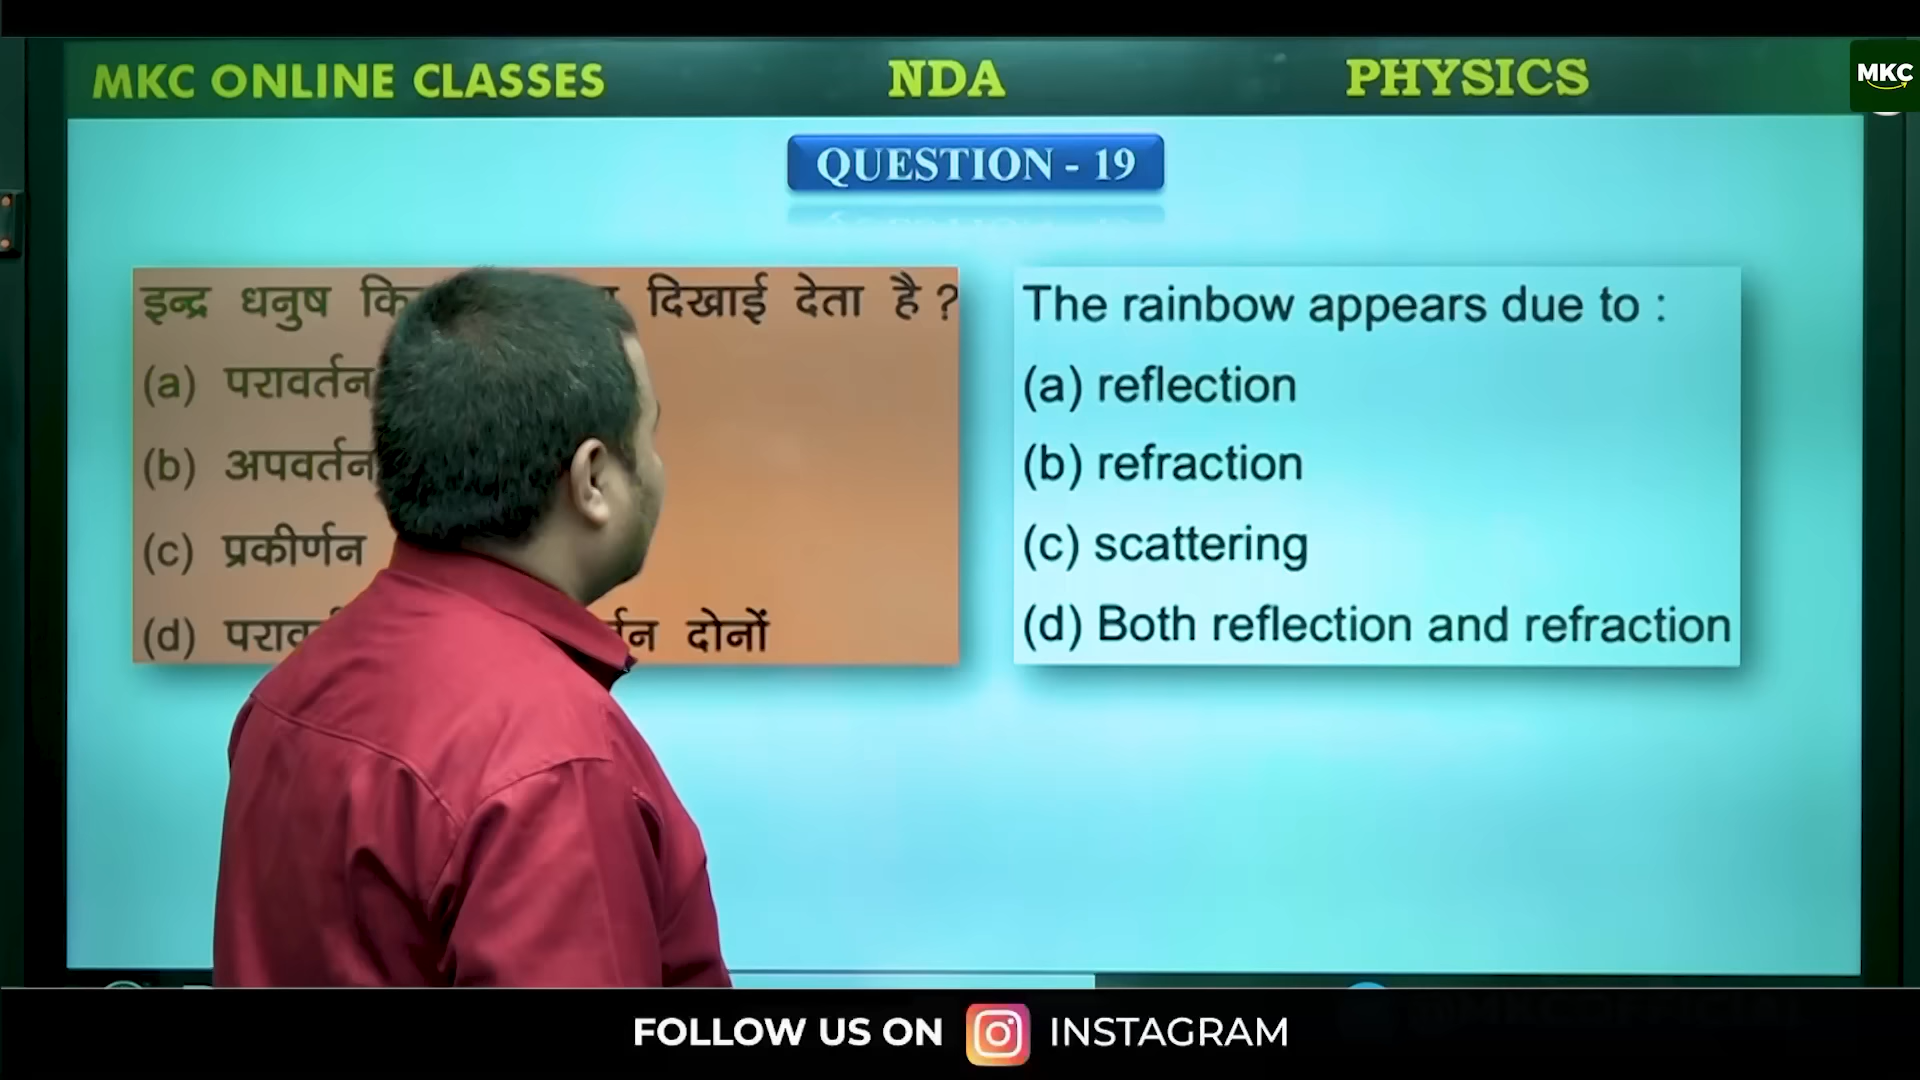 MKC ONLINE CLASSES NDA PHYSICS
MKC
QUESTION - 19
इन्द्र धनुष दिखाई देता है ?
(a) परावर्तन
(b) अपवर्तन
(c) प्रकीर्णन
(d) दोनों
The rainbow appears due to :
(a) reflection
(b) refraction
(c) scattering
(d) Both reflection and refraction
FOLLOW US ON INSTAGRAM